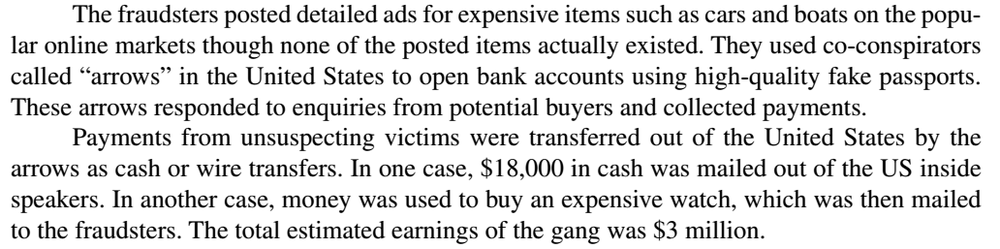 The fraudsters posted detailed ads for expensive items such as cars and boats on the popu-
lar online markets though none of the posted items actually existed. They used co-conspirators
called “arrows” in the United States to open bank accounts using high-quality fake passports.
These arrows responded to enquiries from potential buyers and collected payments.
Payments from unsuspecting victims were transferred out of the United States by the
arrows as cash or wire transfers. In one case, $18,000 in cash was mailed out of the US inside
speakers. In another case, money was used to buy an expensive watch, which was then mailed
to the fraudsters. The total estimated earnings of the gang was $3 million.